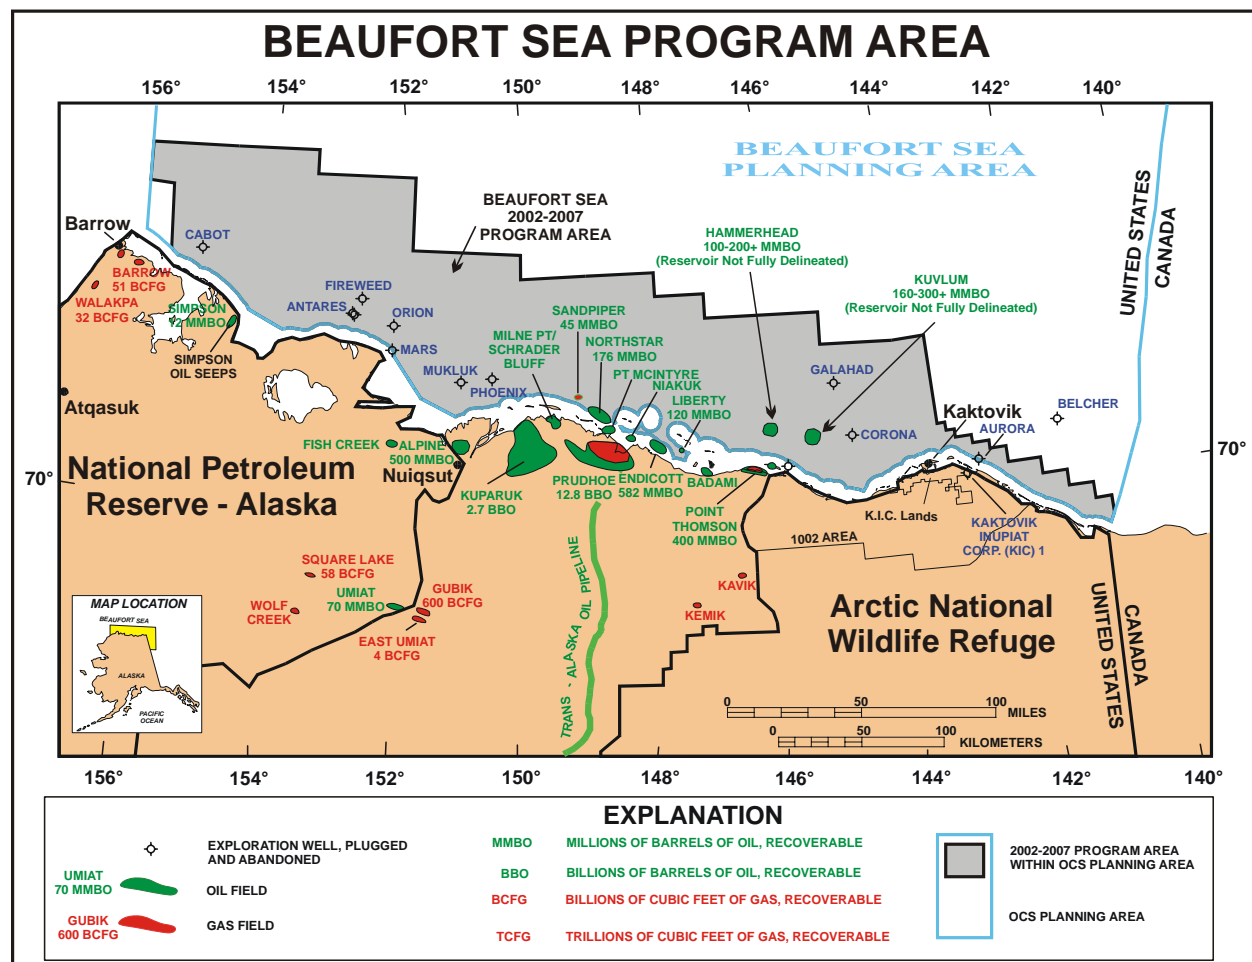 BEAUFORT SEA PROGRAM AREA
156°
154°
152°
150°
148°
146°
144°
142°
140°
BEAUFORT SEA
PLANNING AREA
UNITED STATES
CANADA
BEAUFORT SEA
2002-2007
PROGRAM AREA
HAMMERHEAD
100-200+ MMBO
(Reservoir Not Fully Delineated)
KUVLUM
160-300+ MMBO
(Reservoir Not Fully Delineated)
Barrow
CABOT
BARROW
51 BCFG
WALAKPA
32 BCFG
SIMPSON
12 MMBO
SIMPSON
OIL SEEPS
FIREWEED
ANTARES
ORION
MARS
MUKLUK
PHOENIX
SANDPIPER
45 MMBO
MILNE PT/
SCHRADER
BLUFF
NORTHSTAR
176 MMBO
PT MCINTYRE
NIAKUK
LIBERTY
120 MMBO
GALAHAD
CORONA
BELCHER
Kaktovik
AURORA
Atqasuk
FISH CREEK
ALPINE
500 MMBO
Nuiqsut
70°
70°
National Petroleum
Reserve - Alaska
KUPARUK
2.7 BBO
PRUDHOE
12.8 BBO
ENDICOTT
582 MMBO
BADAMI
POINT
THOMSON
400 MMBO
K.I.C. Lands
KAKTOVIK
INUPIAT
CORP. (KIC) 1
1002 AREA
SQUARE LAKE
58 BCFG
WOLF
CREEK
UMIAT
70 MMBO
GUBIK
600 BCFG
EAST UMIAT
4 BCFG
TRANS - ALASKA OIL PIPELINE
KAVIK
KEMIK
Arctic National
Wildlife Refuge
UNITED STATES
CANADA
MAP LOCATION
BEAUFORT SEA
ALASKA
PACIFIC
OCEAN
0 50 100
MILES
0 50 100
KILOMETERS
156°
154°
152°
150°
148°
146°
144°
142°
140°
EXPLANATION
EXPLORATION WELL, PLUGGED
AND ABANDONED
UMIAT
70 MMBO
OIL FIELD
GUBIK
600 BCFG
GAS FIELD
MMBO MILLIONS OF BARRELS OF OIL, RECOVERABLE
BBO BILLIONS OF BARRELS OF OIL, RECOVERABLE
BCFG BILLIONS OF CUBIC FEET OF GAS, RECOVERABLE
TCFG TRILLIONS OF CUBIC FEET OF GAS, RECOVERABLE
2002-2007 PROGRAM AREA
WITHIN OCS PLANNING AREA
OCS PLANNING AREA